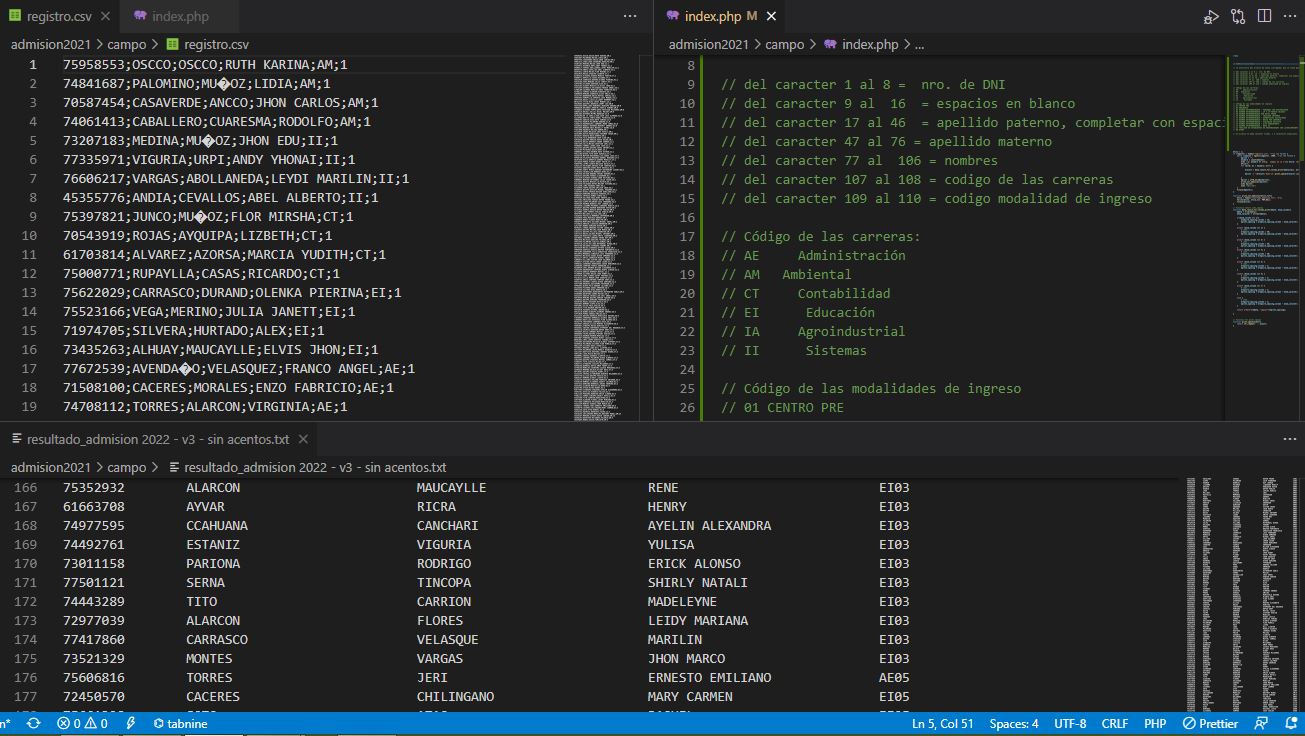 registro.csv
index.php
admision2021 > campo > registro.csv
1 75958553;OSCCO;OSCCO;RUTH KARINA;AM;1
2 74841687;PALOMINO;MU�OZ;LIDIA;AM;1
3 70587454;CASAVERDE;ANCCO;JHON CARLOS;AM;1
4 74061413;CABALLERO;CUARESMA;RODOLFO;AM;1
5 73207183;MEDINA;MU�OZ;JHON EDU;II;1
6 77335971;VIGURIA;URPI;ANDY YHONAI;II;1
7 76606217;VARGAS;ABOLLANEDA;LEYDI MARILIN;II;1
8 45355776;ANDIA;CEVALLOS;ABEL ALBERTO;II;1
9 75397821;JUNCO;MU�OZ;FLOR MIRSHA;CT;1
10 70543919;ROJAS;AYQUIPA;LIZBETH;CT;1
11 61703814;ALVAREZ;AZORSA;MARCIA YUDITH;CT;1
12 75000771;RUPAYLLA;CASAS;RICARDO;CT;1
13 75622029;CARRASCO;DURAND;OLENKA PIERINA;EI;1
14 75523166;VEGA;MERINO;JULIA JANETT;EI;1
15 71974705;SILVERA;HURTADO;ALEX;EI;1
16 73435263;ALHUAY;MAUCAYLLE;ELVIS JHON;EI;1
17 77672539;AVENDA�O;VELASQUEZ;FRANCO ANGEL;AE;1
18 71508100;CACERES;MORALES;ENZO FABRICIO;AE;1
19 74708112;TORRES;ALARCON;VIRGINIA;AE;1
index.php M
admision2021 > campo > index.php > ...
8
9 // del caracter 1 al 8 =  nro. de DNI
10 // del caracter 9 al  16  = espacios en blanco
11 // del caracter 17 al 46  = apellido paterno, completar con espaci
12 // del caracter 47 al 76 = apellido materno
13 // del caracter 77 al  106 = nombres
14 // del caracter 107 al 108 = codigo de las carreras
15 // del caracter 109 al 110 = codigo modalidad de ingreso
16
17 // Código de las carreras:
18 // AE     Administración
19 // AM   Ambiental
20 // CT     Contabilidad
21 // EI      Educación
22 // IA     Agroindustrial
23 // II      Sistemas
24
25 // Código de las modalidades de ingreso
26 // 01 CENTRO PRE
resultado_admision 2022 - v3 - sin acentos.txt
admision2021 > campo > resultado_admision 2022 - v3 - sin acentos.txt
166 75352932 ALARCON MAUCAYLLE RENE EI03
167 61663708 AYVAR RICRA HENRY EI03
168 74977595 CCAHUANA CANCHARI AYELIN ALEXANDRA EI03
169 74492761 ESTANIZ VIGURIA YULISA EI03
170 73011158 PARIONA RODRIGO ERICK ALONSO EI03
171 77501121 SERNA TINCOPA SHIRLY NATALI EI03
172 74443289 TITO CARRION MADELEYNE EI03
173 72977039 ALARCON FLORES LEIDY MARIANA EI03
174 77417860 CARRASCO VELASQUE MARILIN EI03
175 73521329 MONTES VARGAS JHON MARCO EI03
176 75606816 TORRES JERI ERNESTO EMILIANO AE05
177 72450570 CACERES CHILINGANO MARY CARMEN EI05
n* 0 0 tabnine Ln 5, Col 51 Spaces: 4 UTF-8 CRLF PHP Prettier